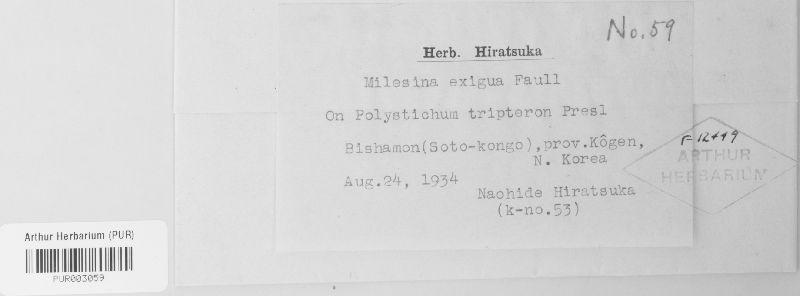 No. 59
Herb. Hiratsuka
Milesina exigua Faull
On Polystichum tripteron Presl
Bishamon(Soto-kongo),prov.Kôgen,
N. Korea
Aug.24, 1934
Naohide Hiratsuka
(k-no.53)
F-12449
ARTHUR
HERBARIUM
Arthur Herbarium (PUR)
PUR003059